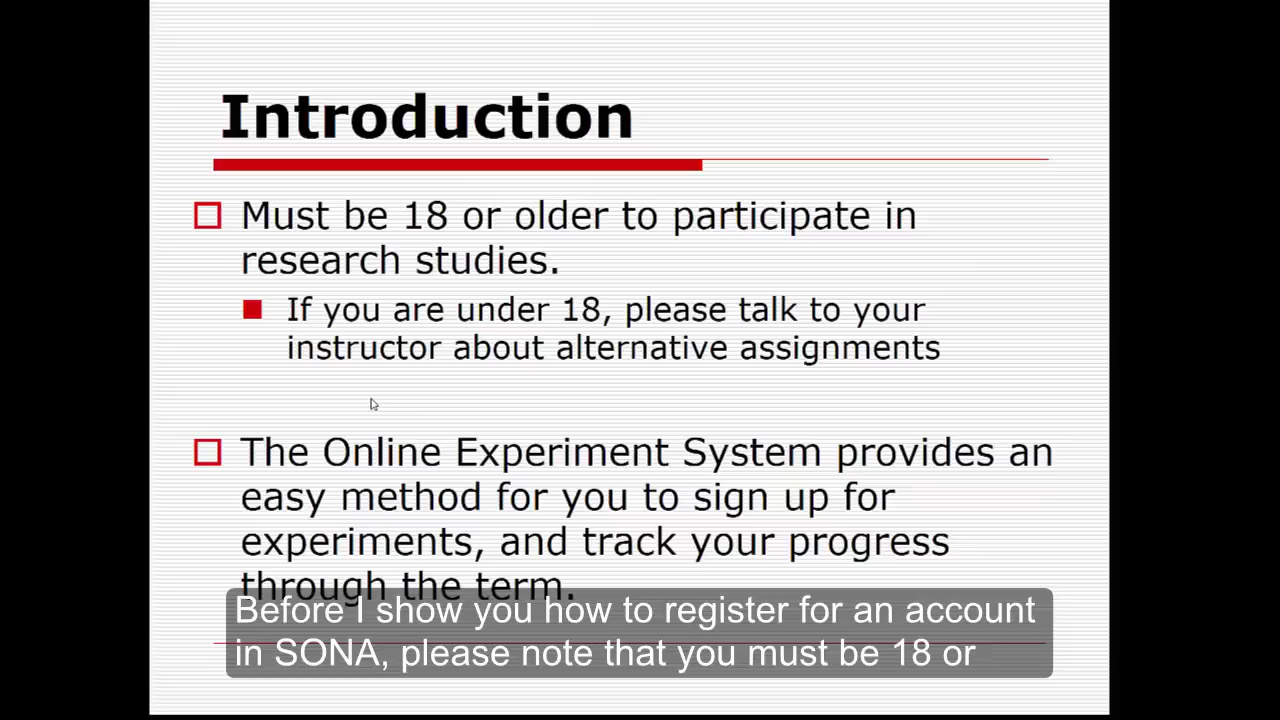 Introduction
Must be 18 or older to participate in
research studies.
If you are under 18, please talk to your
instructor about alternative assignments
The Online Experiment System provides an
easy method for you to sign up for
experiments, and track your progress
through the term.
Before I show you how to register for an account
in SONA, please note that you must be 18 or